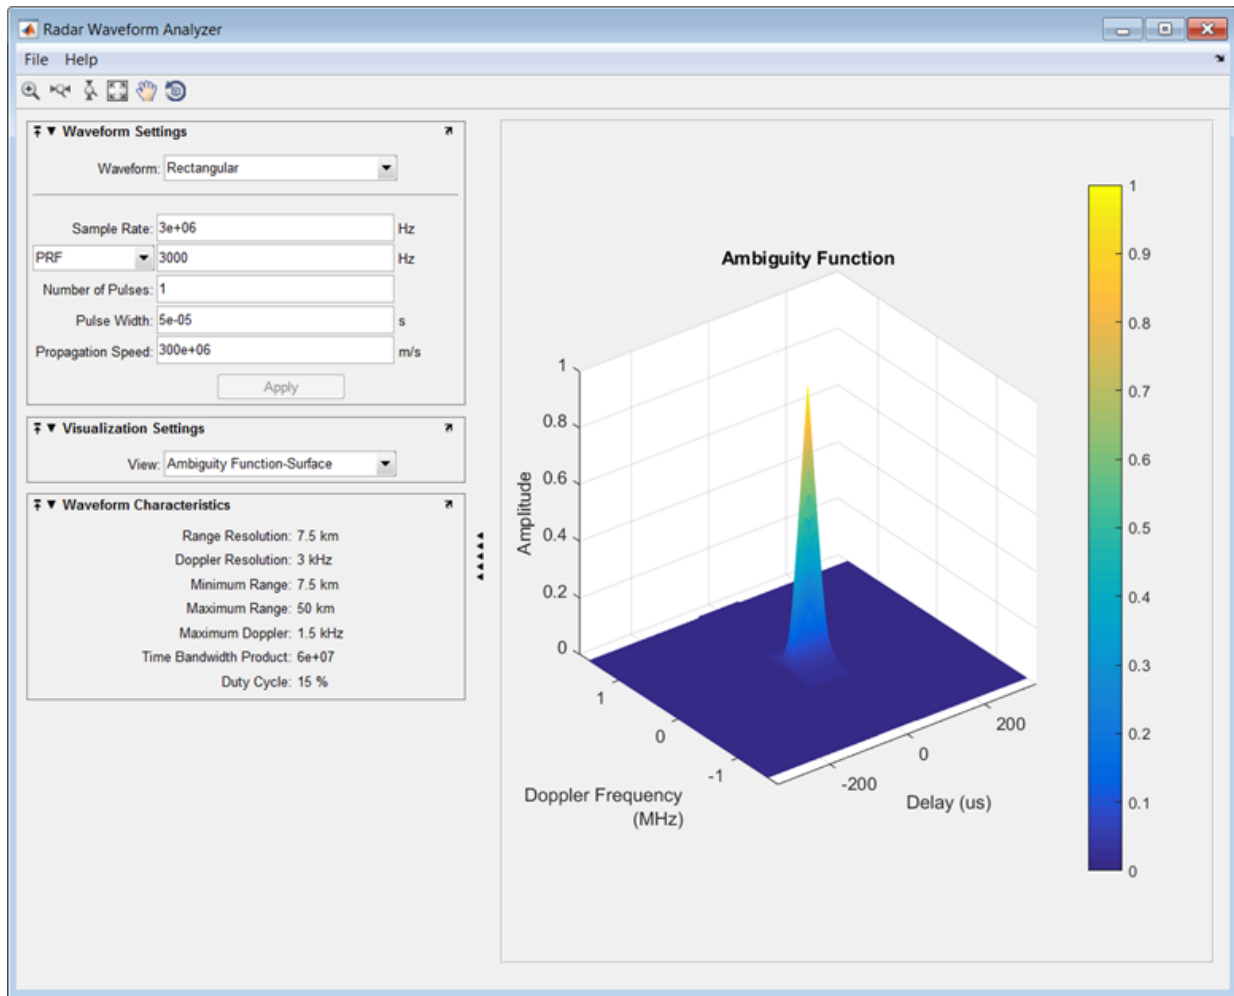 Radar Waveform Analyzer
File Help
Waveform Settings
Waveform: Rectangular
Sample Rate: 3e+06 Hz
PRF 3000 Hz
Number of Pulses: 1
Pulse Width: 5e-05 s
Propagation Speed: 300e+06 m/s
Apply
Visualization Settings
View: Ambiguity Function-Surface
Waveform Characteristics
Range Resolution: 7.5 km
Doppler Resolution: 3 kHz
Minimum Range: 7.5 km
Maximum Range: 50 km
Maximum Doppler: 1.5 kHz
Time Bandwidth Product: 6e+07
Duty Cycle: 15 %
Ambiguity Function
1
0.8
0.6
0.4
0.2
0
Amplitude
1
0
-1
Doppler Frequency
(MHz)
-200
0
200
Delay (us)
1
0.9
0.8
0.7
0.6
0.5
0.4
0.3
0.2
0.1
0